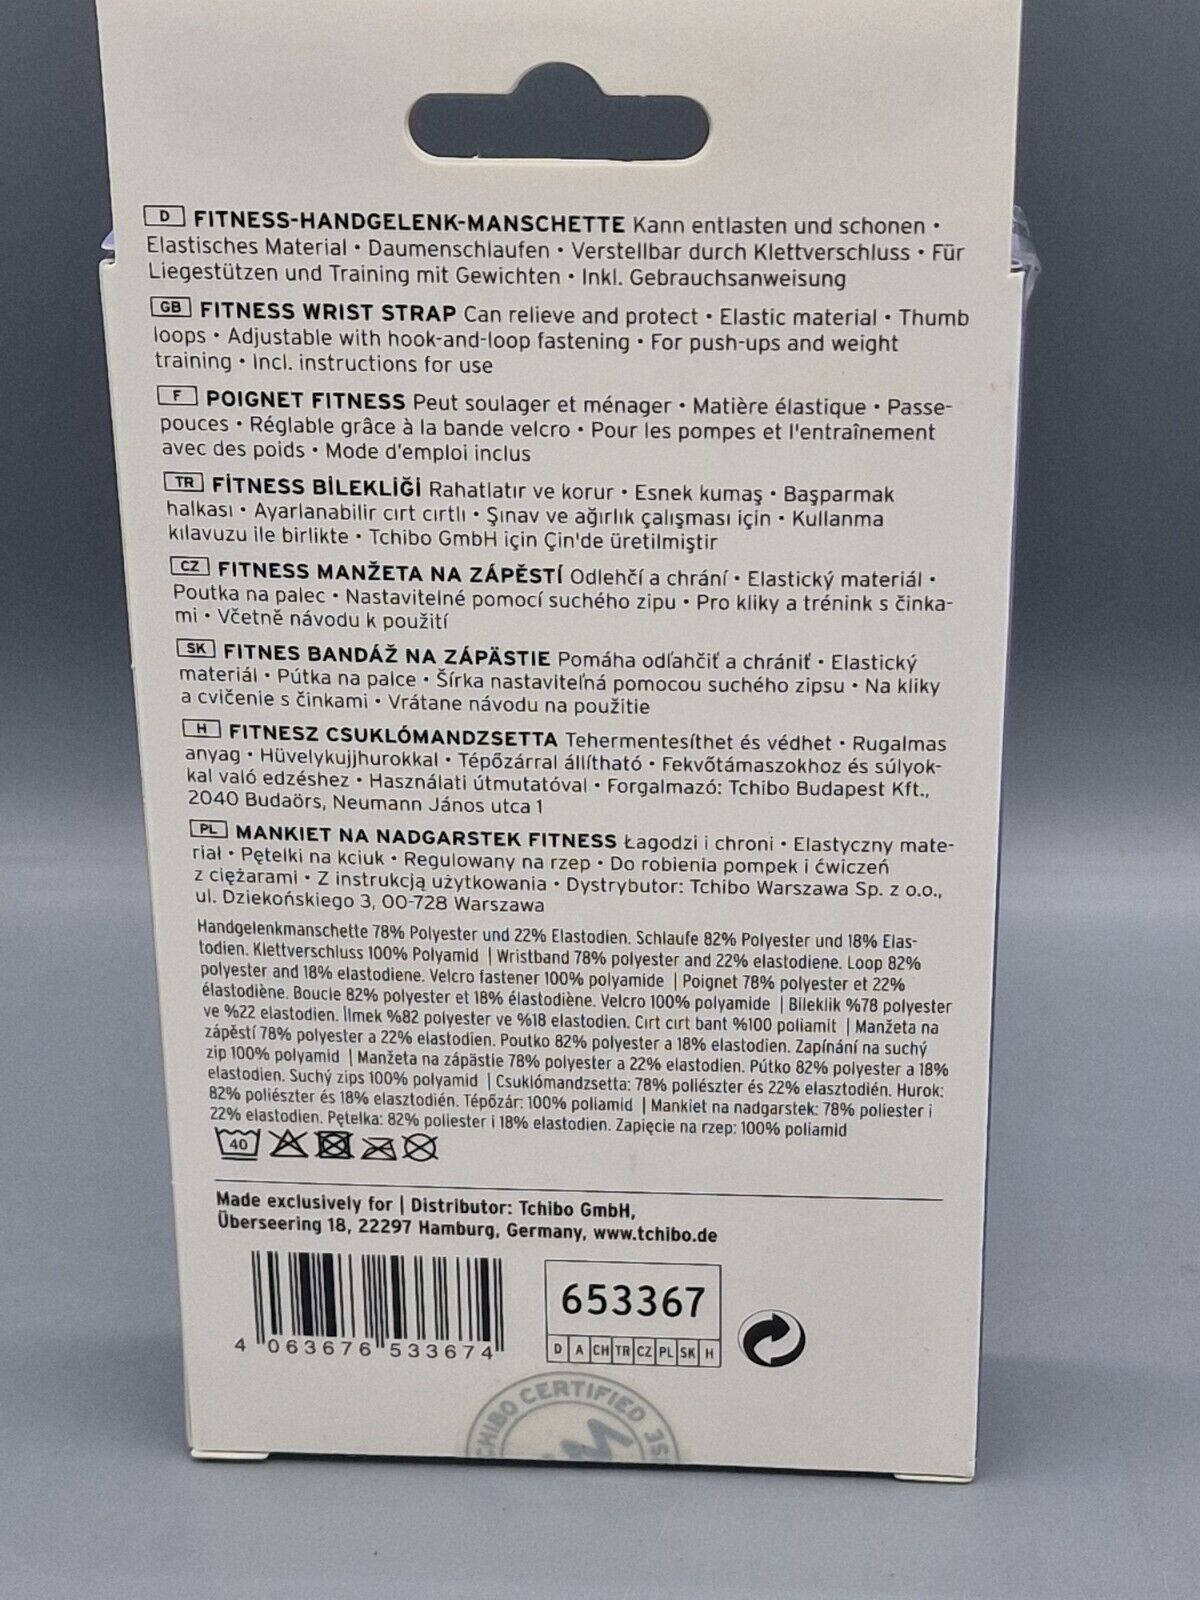 D FITNESS-HANDGELENK-MANSCHETTE Kann entlasten und schonen •
Elastisches Material • Daumenschlaufen • Verstellbar durch Klettverschluss • Für
Liegestützen und Training mit Gewichten • Inkl. Gebrauchsanweisung
GB FITNESS WRIST STRAP Can relieve and protect • Elastic material • Thumb
loops • Adjustable with hook-and-loop fastening • For push-ups and weight
training • Incl. instructions for use
F POIGNET FITNESS Peut soulager et ménager • Matière élastique • Passe-
pouces • Réglable grâce à la bande velcro • Pour les pompes et l'entraînement
avec des poids • Mode d'emploi inclus
TR FİTNESS BİLEKLİĞİ Rahatlatır ve korur • Esnek kumaş • Başparmak
halkası • Ayarlanabilir cırt cırtlı • Şınav ve ağırlık çalışması için • Kullanma
kılavuzu ile birlikte • Tchibo GmbH için Çin'de üretilmiştir
CZ FITNESS MANŽETA NA ZÁPĚSTÍ Odlehčí a chrání • Elastický materiál •
Poutka na palec • Nastavitelné pomocí suchého zipu • Pro kliky a trénink s činka-
mi • Včetně návodu k použití
SK FITNES BANDÁŽ NA ZÁPÄSTIE Pomáha odľahčiť a chrániť • Elastický
materiál • Pútka na palce • Šírka nastaviteľná pomocou suchého zipsu • Na kliky
a cvičenie s činkami • Vrátane návodu na použitie
H FITNESZ CSUKLÓMANDZSETTA Tehermentesíthet és védhet • Rugalmas
anyag • Hüvelykujjhurokkal • Tépőzárral állítható • Fekvőtámaszokhoz és súlyok-
kal való edzéshez • Használati útmutatóval • Forgalmazó: Tchibo Budapest Kft.,
2040 Budaörs, Neumann János utca 1
PL MANKIET NA NADGARSTEK FITNESS Łagodzi i chroni • Elastyczny mate-
riał • Pętelki na kciuk • Regulowany na rzep • Do robienia pompek i ćwiczeń
z ciężarami • Z instrukcją użytkowania • Dystrybutor: Tchibo Warszawa Sp. z o.o.,
ul. Dziekońskiego 3, 00-728 Warszawa
Handgelenkmanschette 78% Polyester und 22% Elastodien. Schlaufe 82% Polyester und 18% Elas-
todien. Klettverschluss 100% Polyamid | Wristband 78% polyester and 22% elastodiene. Loop 82%
polyester and 18% elastodiene. Velcro fastener 100% polyamide | Poignet 78% polyester et 22%
élastodiène. Boucle 82% polyester et 18% élastodiène. Velcro 100% polyamide | Bileklik %78 polyester
ve %22 elastodien. İlmek %82 polyester ve %18 elastodien. Cırt cırt bant %100 poliamit | Manžeta na
zápěstí 78% polyester a 22% elastodien. Poutko 82% polyester a 18% elastodien. Zapínání na suchý
zip 100% polyamid | Manžeta na zápästie 78% polyester a 22% elastodien. Pútko 82% polyester a 18%
elastodien. Suchý zips 100% polyamid | Csuklómandzsetta: 78% poliészter és 22% elasztodién. Hurok:
82% poliészter és 18% elasztodién. Tépőzár: 100% poliamid | Mankiet na nadgarstek: 78% poliester i
22% elastodien. Pętelka: 82% poliester i 18% elastodien. Zapięcie na rzep: 100% poliamid
40
Made exclusively for | Distributor: Tchibo GmbH,
Überseering 18, 22297 Hamburg, Germany, www.tchibo.de
4 063676 533674
653367
D A CH TR CZ PL SK H
TCHIBO CERTIFIED